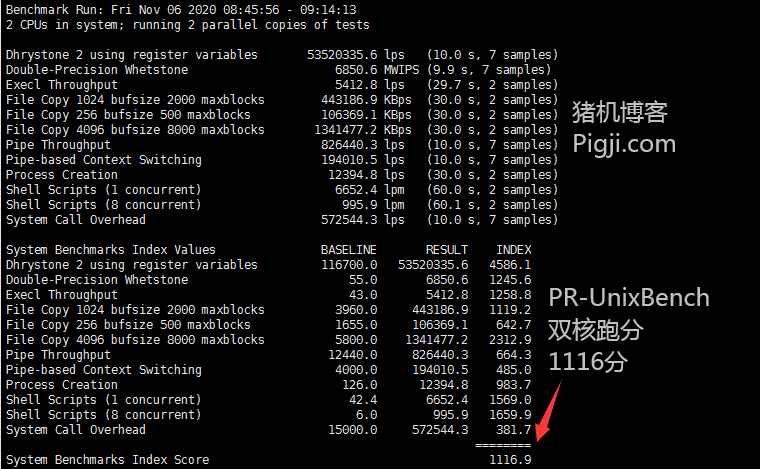 Benchmark Run: Fri Nov 06 2020 08:45:56 - 09:14:13
2 CPUs in system; running 2 parallel copies of tests
Dhrystone 2 using register variables 53520335.6 lps (10.0 s, 7 samples)
Double-Precision Whetstone 6850.6 MWIPS (9.9 s, 7 samples)
Execl Throughput 5412.8 lps (29.7 s, 2 samples)
File Copy 1024 bufsize 2000 maxblocks 443186.9 KBps (30.0 s, 2 samples)
File Copy 256 bufsize 500 maxblocks 106369.1 KBps (30.0 s, 2 samples)
File Copy 4096 bufsize 8000 maxblocks 1341477.2 KBps (30.0 s, 2 samples)
Pipe Throughput 826440.3 lps (10.0 s, 7 samples)
Pipe-based Context Switching 194010.5 lps (10.0 s, 7 samples)
Process Creation 12394.8 lps (30.0 s, 2 samples)
Shell Scripts (1 concurrent) 6652.4 lpm (60.0 s, 2 samples)
Shell Scripts (8 concurrent) 995.9 lpm (60.1 s, 2 samples)
System Call Overhead 572544.3 lps (10.0 s, 7 samples)
猪机博客
Pigji.com
System Benchmarks Index Values BASELINE RESULT INDEX
Dhrystone 2 using register variables 116700.0 53520335.6 4586.1
Double-Precision Whetstone 55.0 6850.6 1245.6
Execl Throughput 43.0 5412.8 1258.8
File Copy 1024 bufsize 2000 maxblocks 3960.0 443186.9 1119.2
File Copy 256 bufsize 500 maxblocks 1655.0 106369.1 642.7
File Copy 4096 bufsize 8000 maxblocks 5800.0 1341477.2 2312.9
Pipe Throughput 12440.0 826440.3 664.3
Pipe-based Context Switching 4000.0 194010.5 485.0
Process Creation 126.0 12394.8 983.7
Shell Scripts (1 concurrent) 42.4 6652.4 1569.0
Shell Scripts (8 concurrent) 6.0 995.9 1659.9
System Call Overhead 15000.0 572544.3 381.7
========
System Benchmarks Index Score 1116.9
PR-UnixBench
双核跑分
1116分